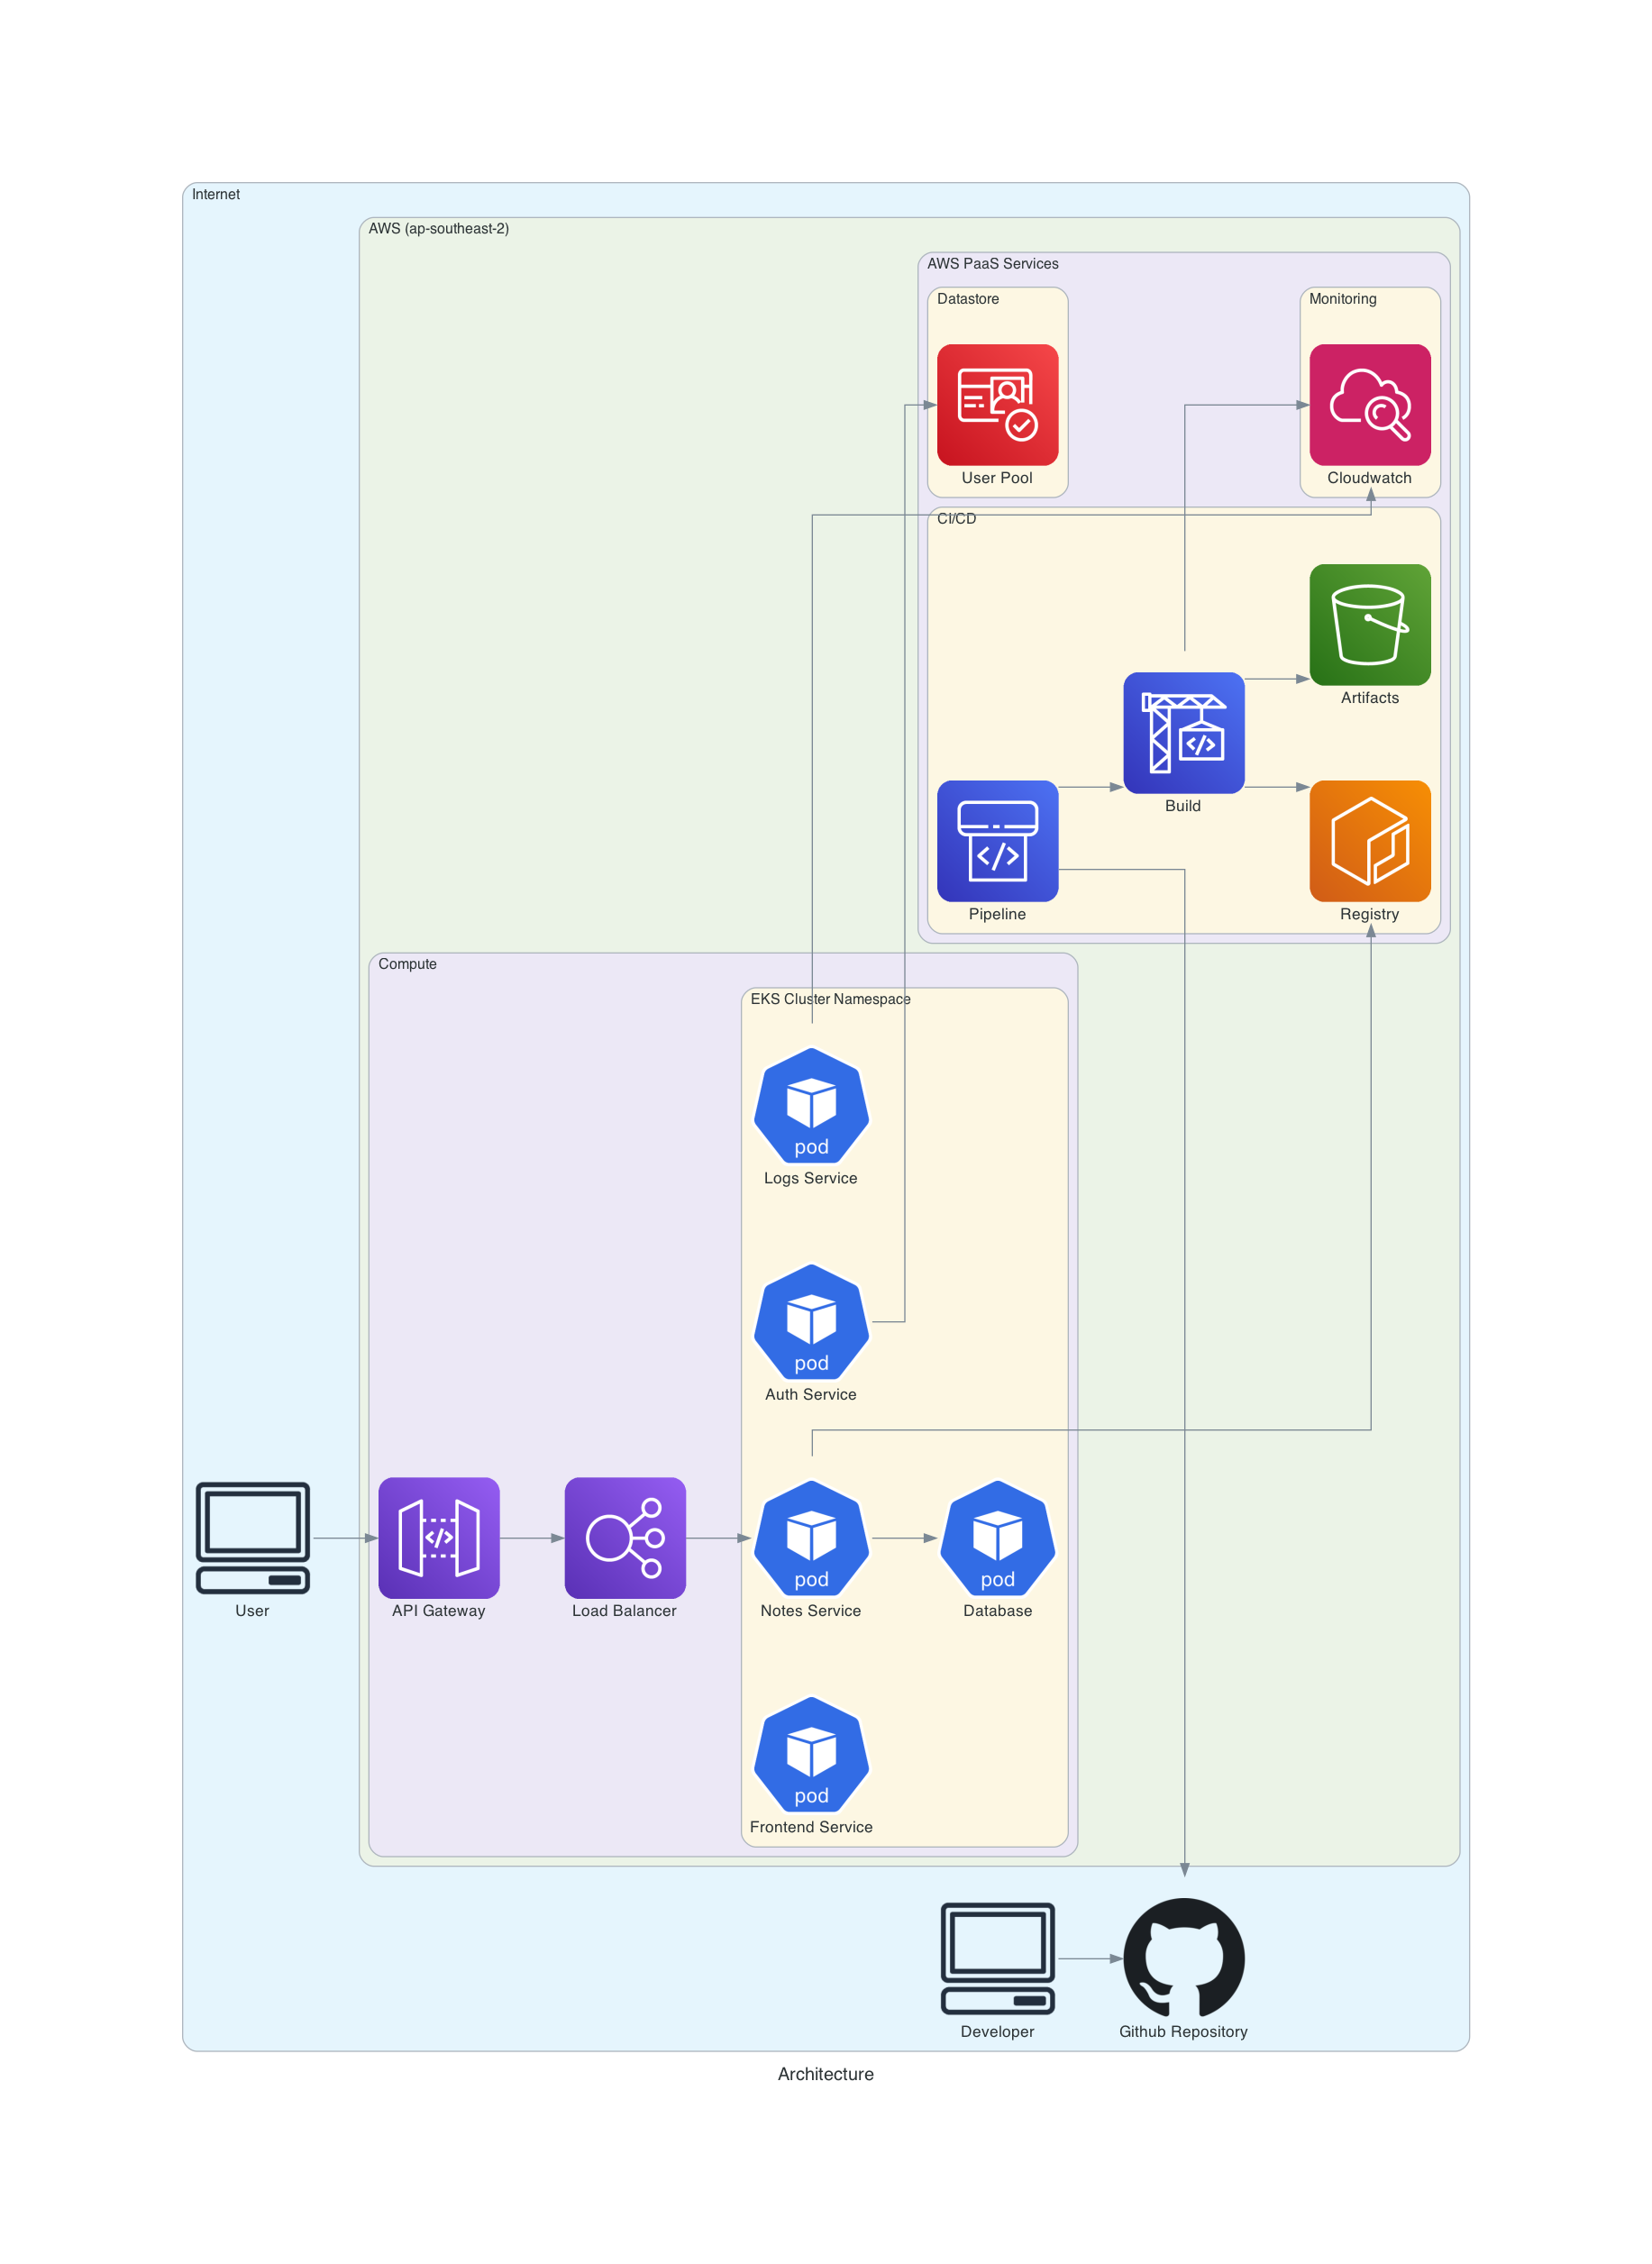 Internet
AWS (ap-southeast-2)
AWS PaaS Services
Datastore
Monitoring
User Pool
Cloudwatch
CI/CD
Artifacts
Build
Pipeline
Registry
Compute
EKS Cluster Namespace
pod
Logs Service
pod
Auth Service
pod
pod
User
API Gateway
Load Balancer
Notes Service
Database
pod
Frontend Service
Developer
Github Repository
Architecture